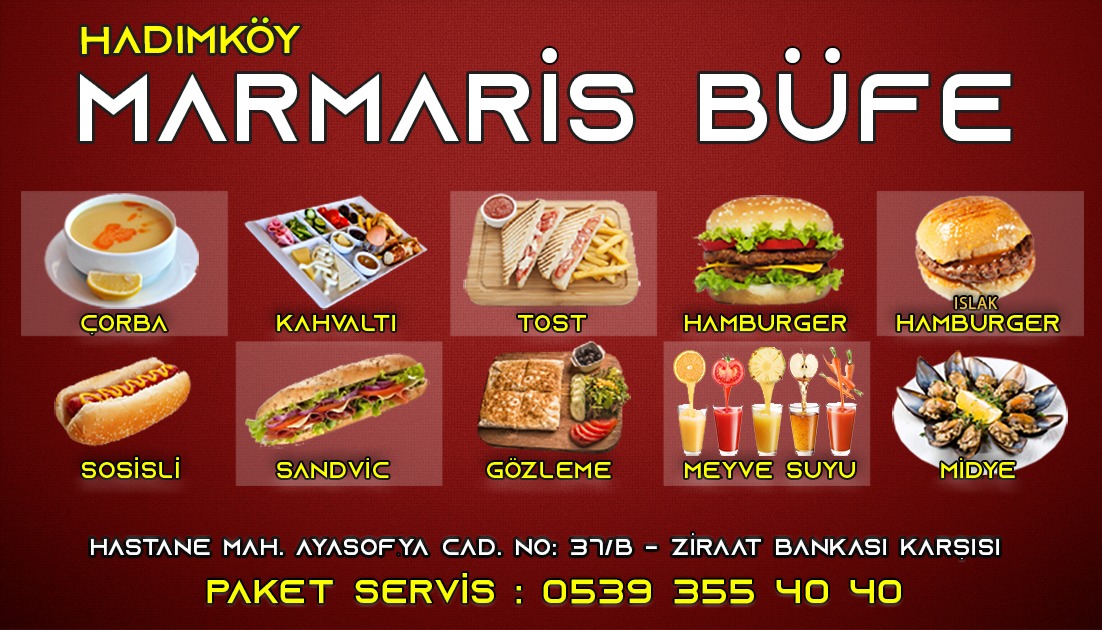 HADIMKÖY
MARMARİS BÜFE
ÇORBA
KAHVALTI
TOST
HAMBURGER
ISLAK
HAMBURGER
SOSİSLİ
SANDVİC
GÖZLEME
MEYVE SUYU
MİDYE
HASTANE MAH. AYASOFYA CAD. NO: 37/B - ZİRAAT BANKASI KARŞISI
PAKET SERVİS : 0539 355 40 40